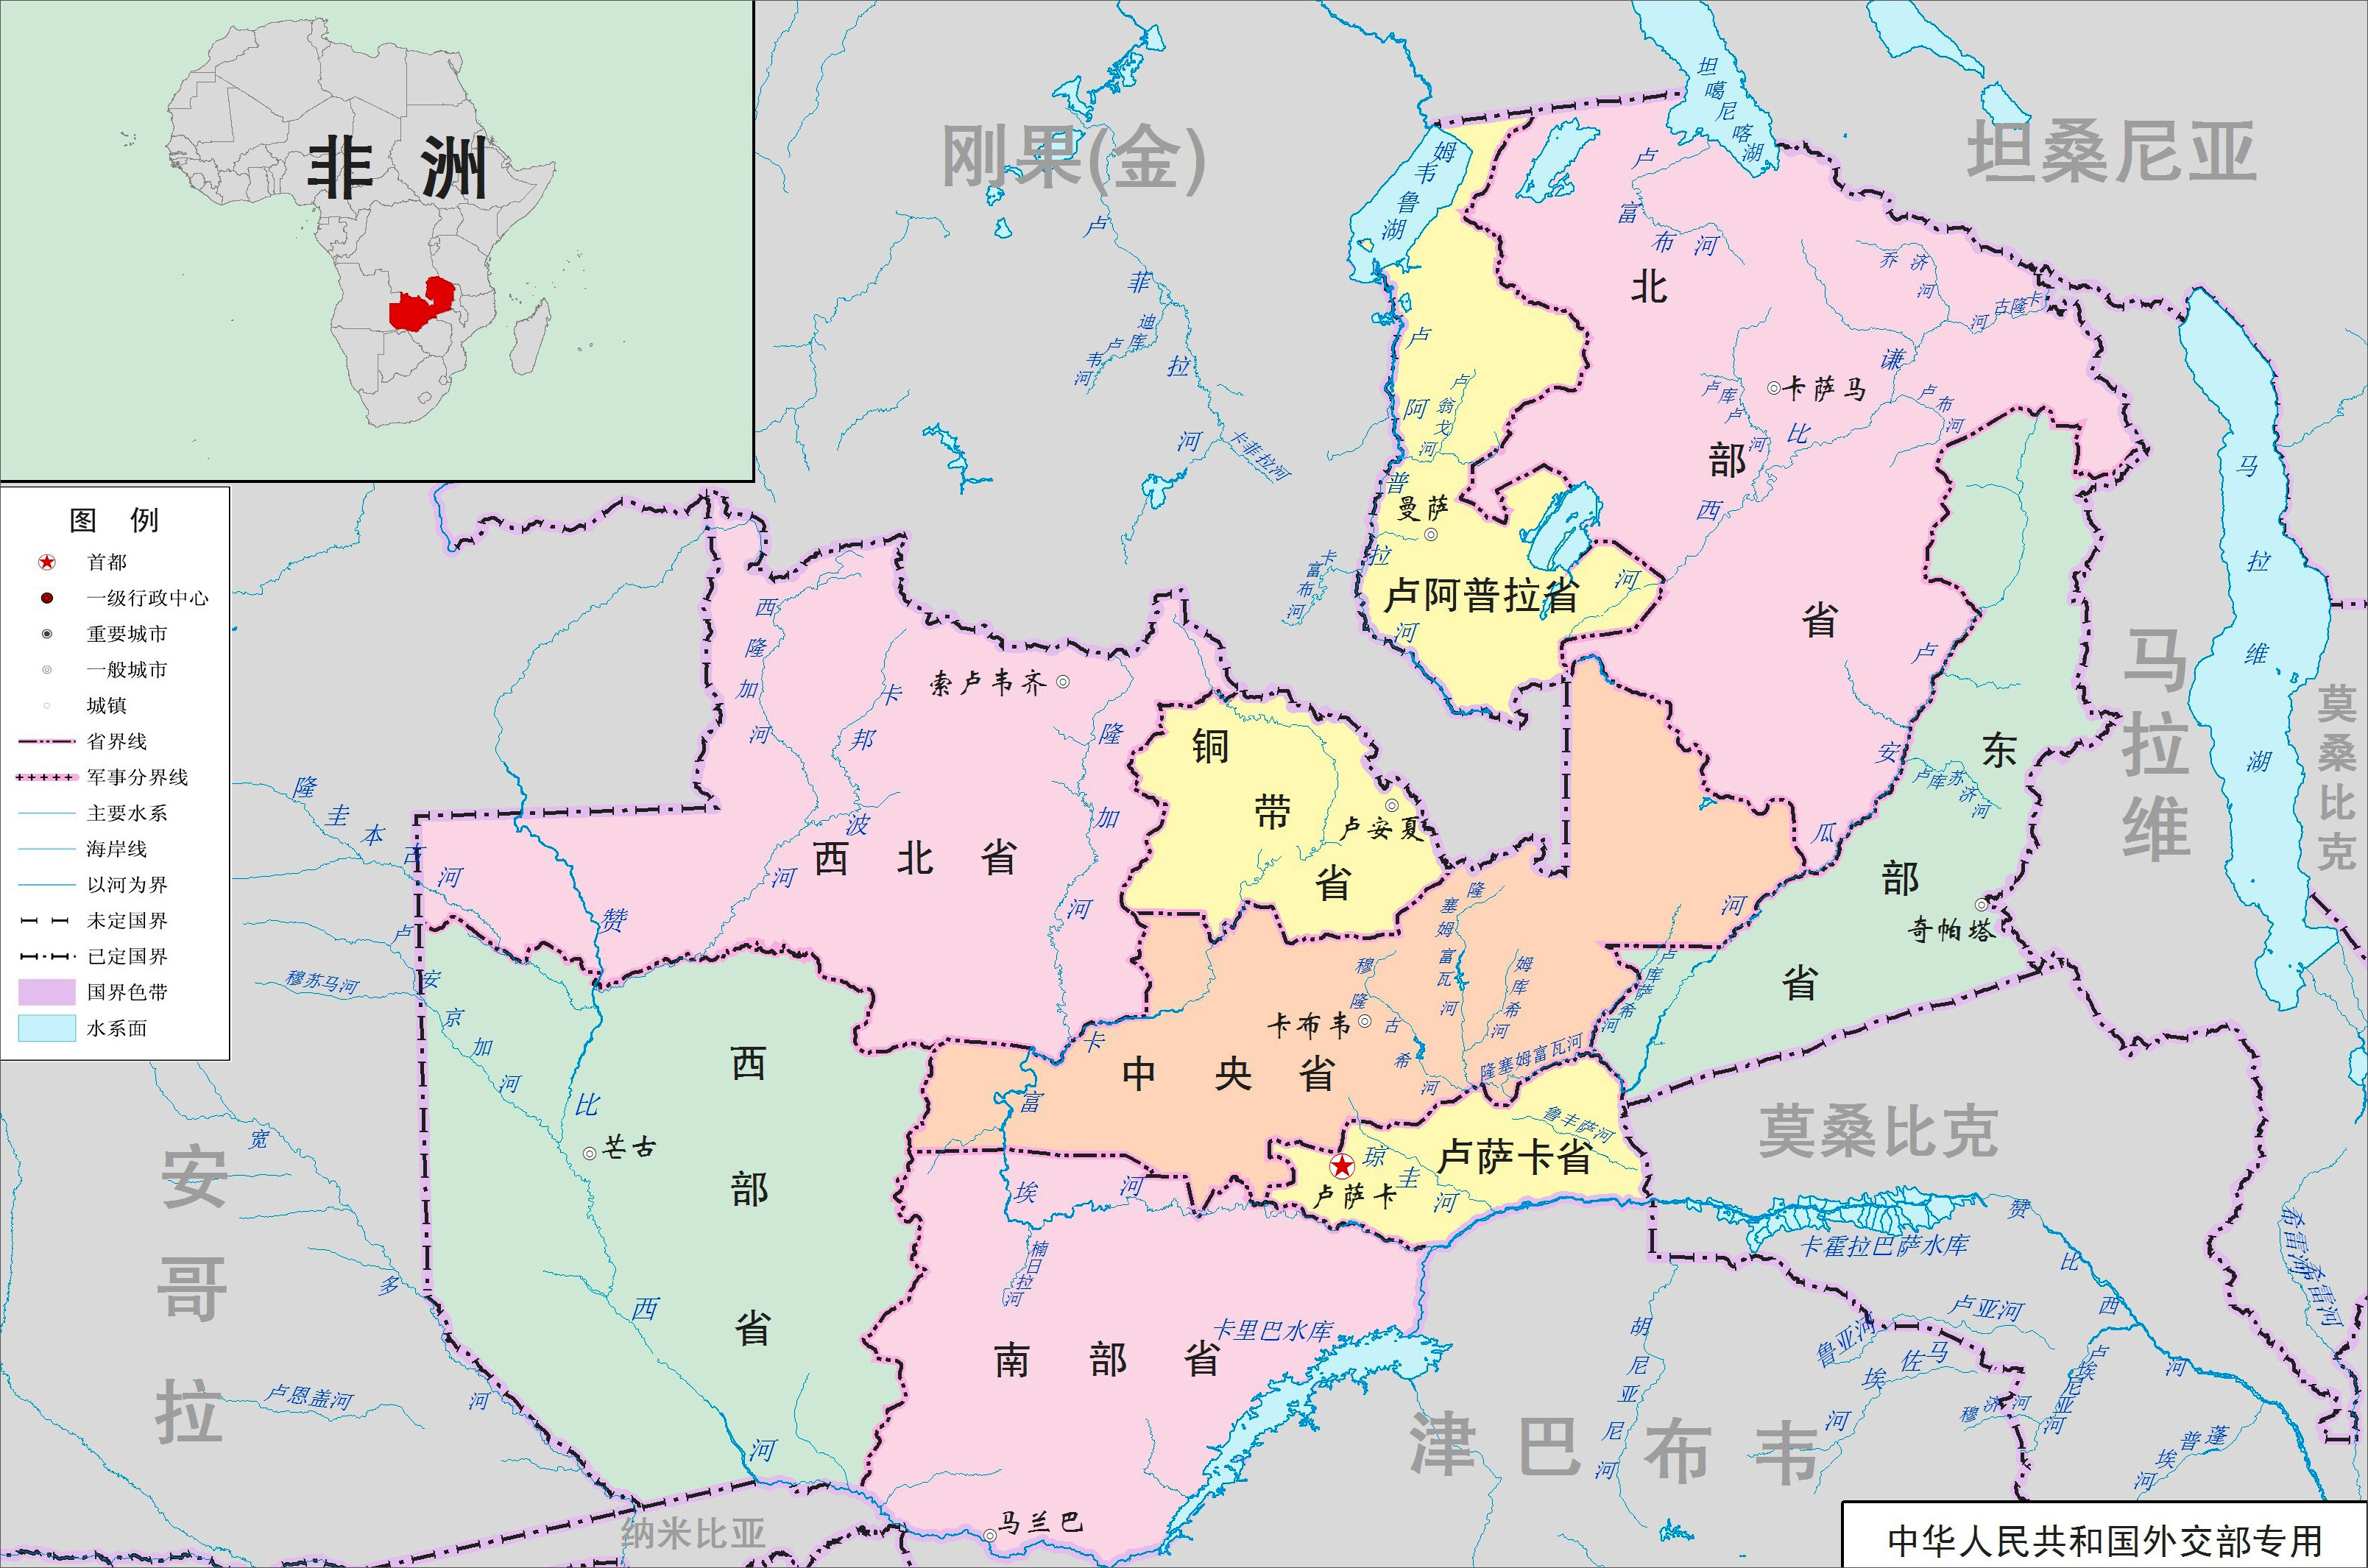 非 洲
图 例
首都
一级行政中心
重要城市
一般城市
城镇
省界线
军事分界线
主要水系
海岸线
以河为界
未定国界
已定国界
国界色带
水系面
刚果(金)
坦桑尼亚
马拉维
莫桑比克
莫桑比克
津巴布韦
纳米比亚
安哥拉
坦噶尼喀湖
姆韦鲁湖
马拉维湖
北部省
卢阿普拉省
铜带省
西北省
中央省
东部省
卢萨卡省
南部省
西部省
卡萨马
曼萨
索卢韦齐
卢安夏
奇帕塔
卡布韦
芒古
卢萨卡
马兰巴
卢富布河
乔济河
古隆卡河
谦比西河
卢库卢河
卢布河
卢菲拉河
卢库迪韦河
卡菲拉河
卢翁戈河
卢阿普拉河
卡富布河
西隆加河
卡邦波河
隆加河
隆圭本古河
赞比西河
卢安京加河
穆苏马河
宽多河
卢恩盖河
卢安瓜河
卢库苏济河
卢库萨希河
隆塞姆富瓦河
姆库希河
隆塞姆富瓦河
穆隆古希河
卡富埃河
鲁丰萨河
琼圭河
楠日拉河
卡里巴水库
卡霍拉巴萨水库
赞比西河
希雷湖
希雷河
卢亚河
鲁亚河
马佐埃河
卢埃尼亚河
穆济河
蓬普埃河
胡尼亚尼河
中华人民共和国外交部专用